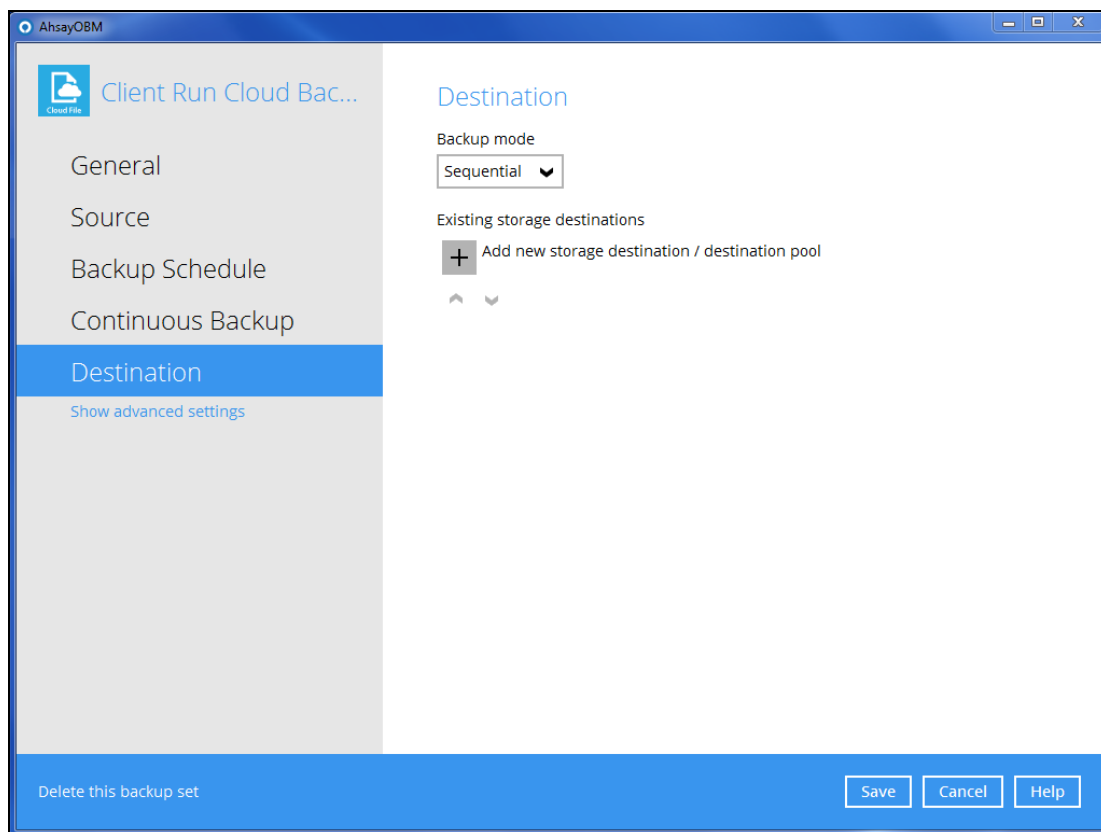 AhsayOBM
Cloud File
Client Run Cloud Bac...
General
Source
Backup Schedule
Continuous Backup
Destination
Show advanced settings
Destination
Backup mode
Sequential
Existing storage destinations
Add new storage destination / destination pool
Delete this backup set
Save
Cancel
Help